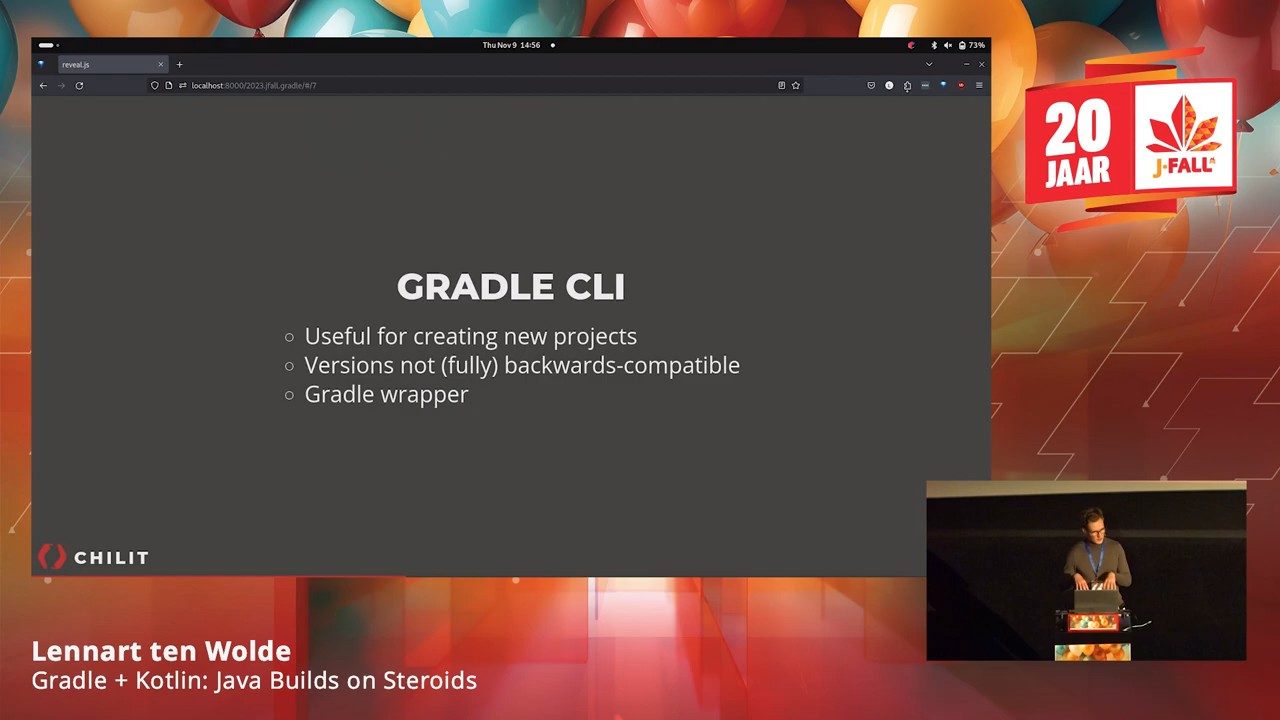 Thu Nov 9 14:56
73%
reveal.js
localhost:8000/2023.jfall.gradle/#/7
GRADLE CLI
Useful for creating new projects
Versions not (fully) backwards-compatible
Gradle wrapper
CHILIT
20
JAAR
J·FALL
Lennart ten Wolde
Gradle + Kotlin: Java Builds on Steroids